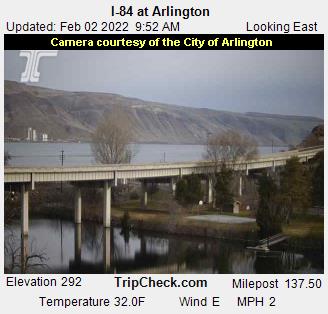 I-84 at Arlington
Updated: Feb 02 2022 9:52 AM Looking East
Camera courtesy of the City of Arlington
Elevation 292 TripCheck.com Milepost 137.50
Temperature 32.0F Wind E MPH 2